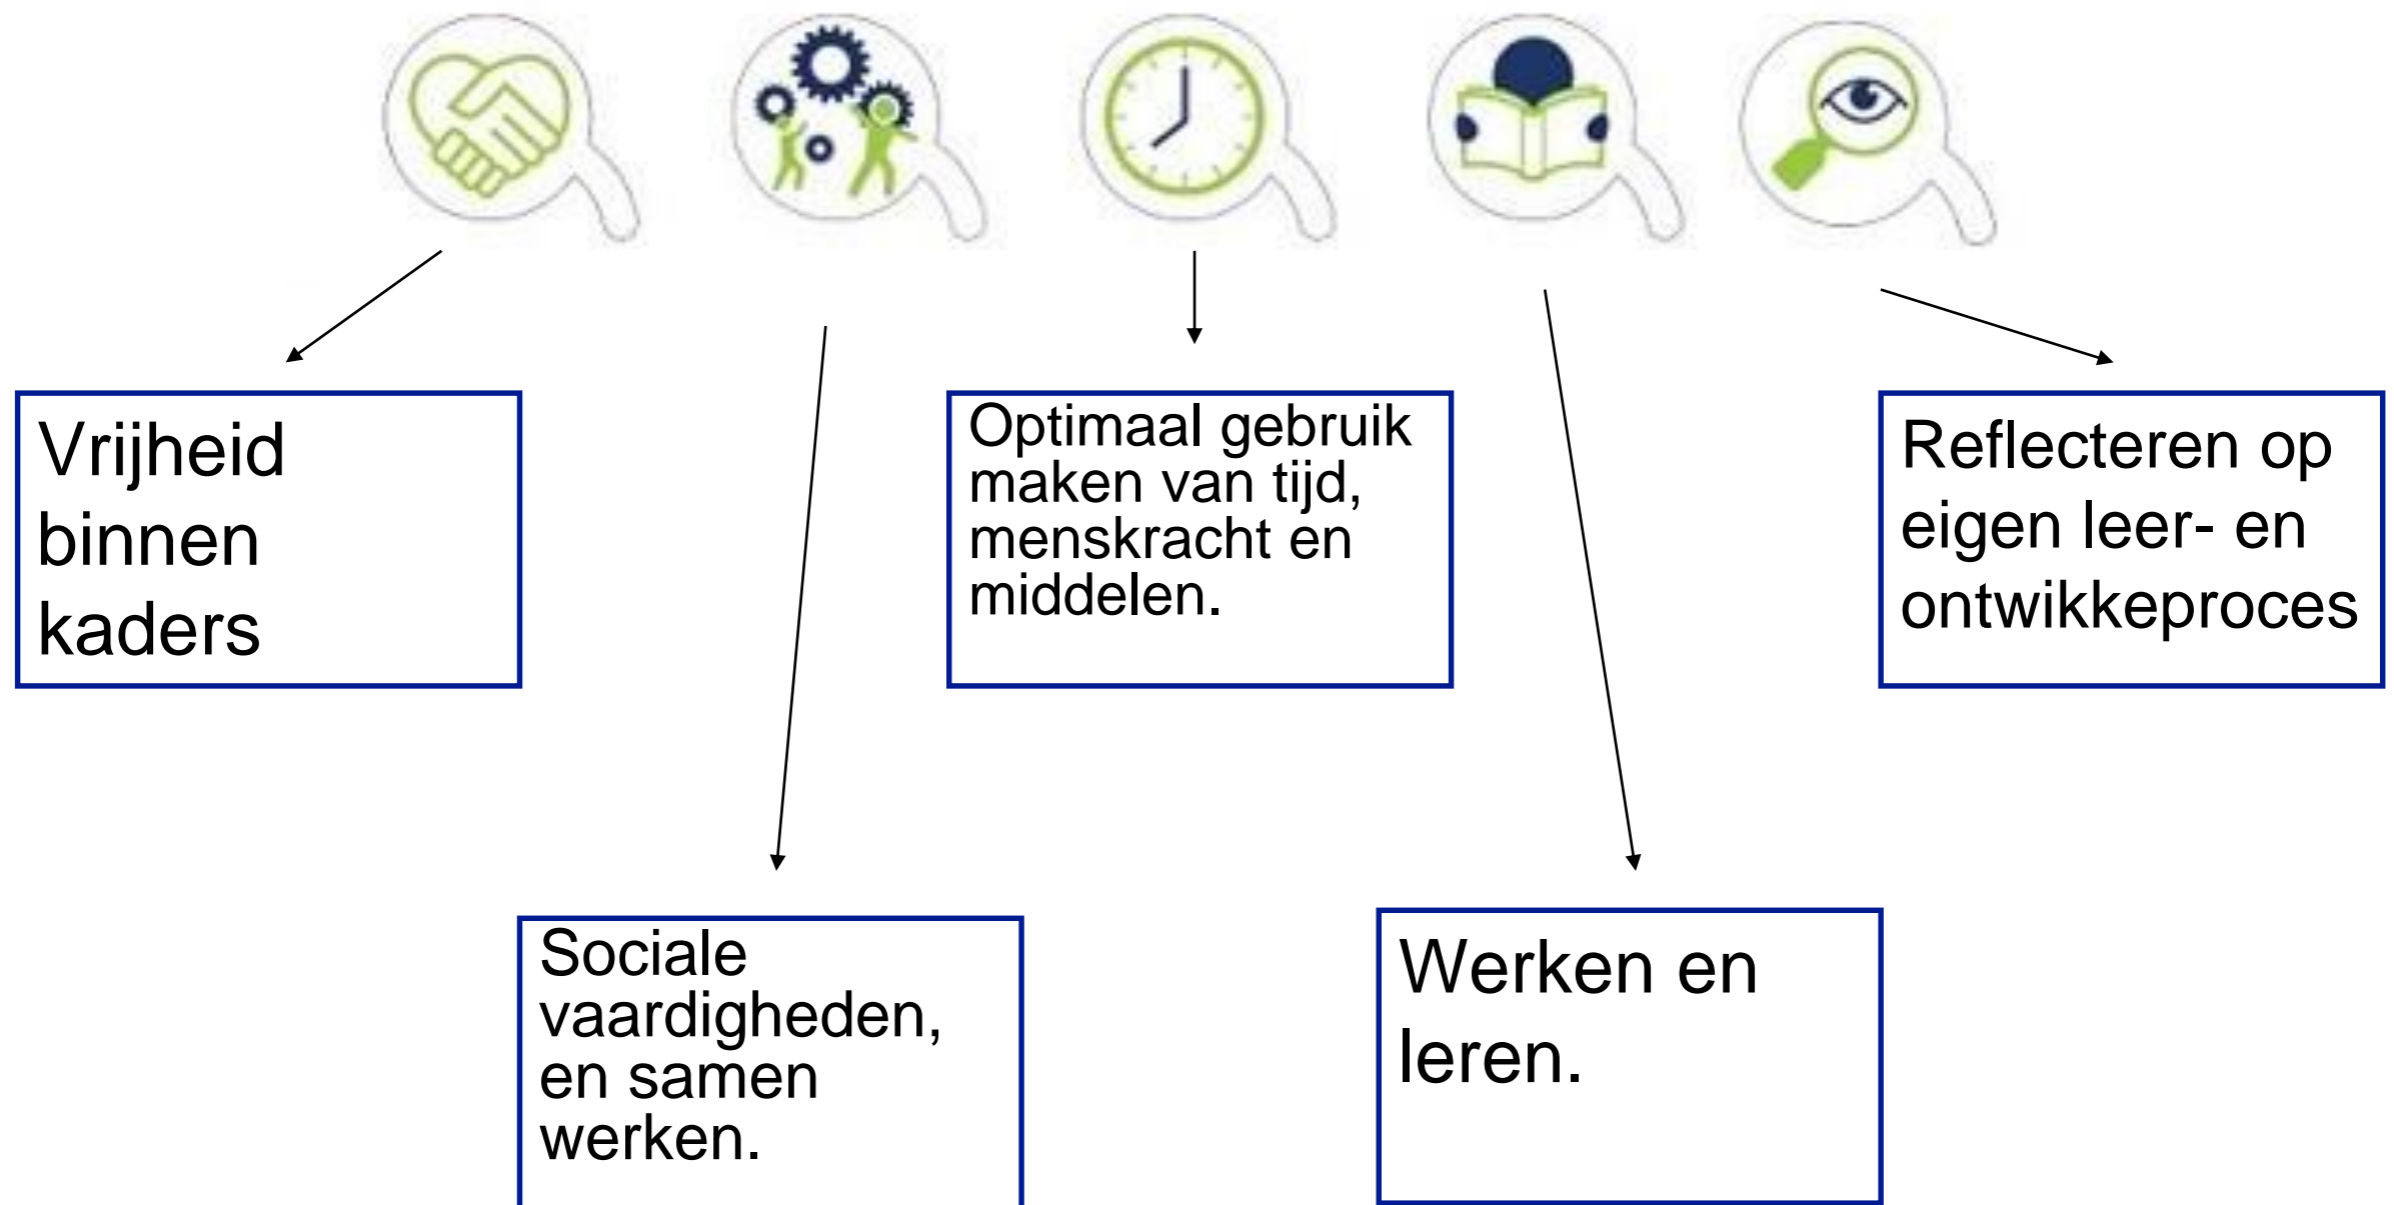 Vrijheid
binnen
kaders
Optimaal gebruik
maken van tijd,
menskracht en
middelen.
Reflecteren op
eigen leer- en
ontwikkeproces
Sociale
vaardigheden,
en samen
werken.
Werken en
leren.